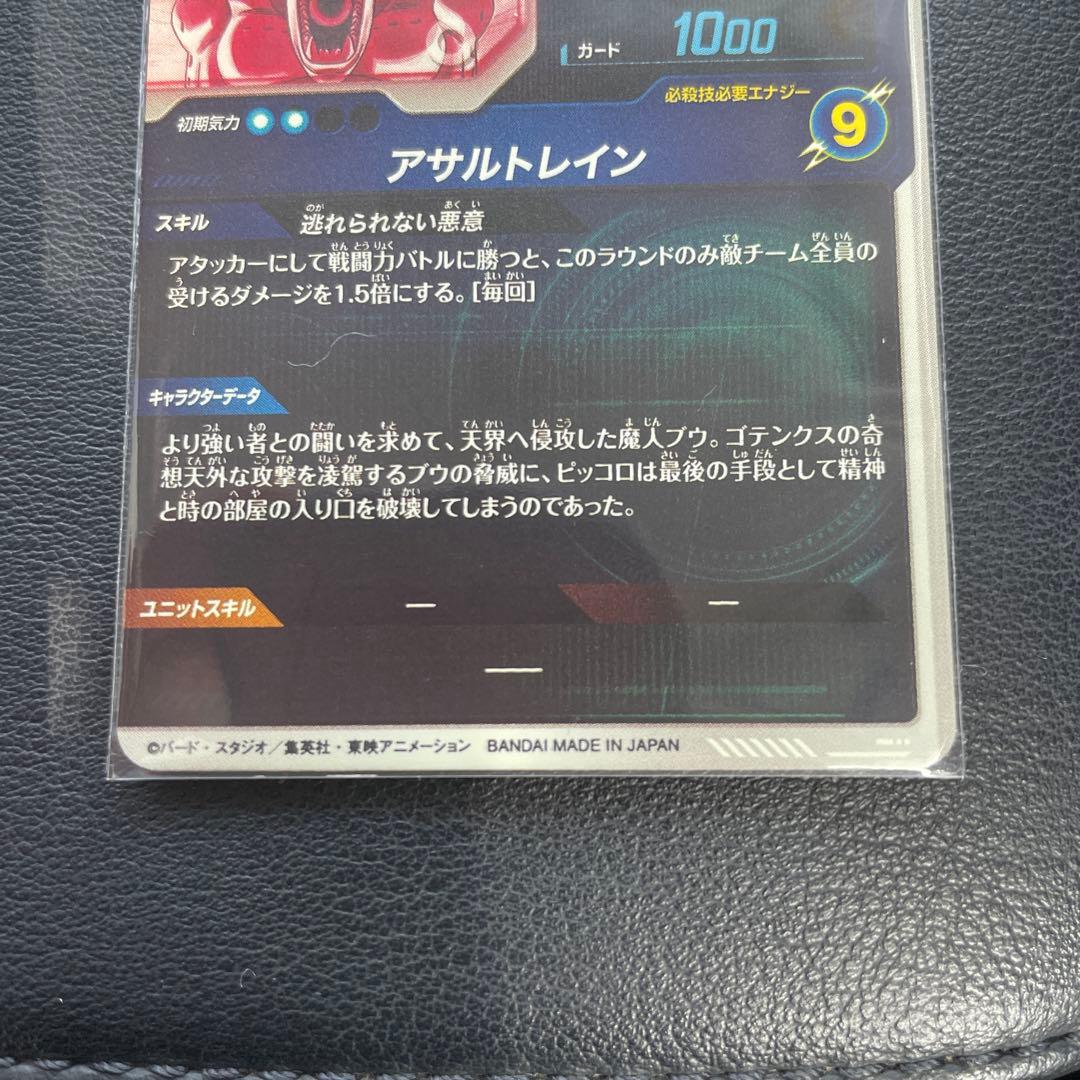 ガード 1000
必殺技必要エナジー 9
初期気力
アサルトレイン
スキル 逃れられない悪意
アタッカーにして戦闘力バトルに勝つと、このラウンドのみ敵チーム全員の
受けるダメージを1.5倍にする。[毎回]
キャラクターデータ
より強い者との闘いを求めて、天界へ侵攻した魔人ブウ。ゴテンクスの奇
想天外な攻撃を凌駕するブウの脅威に、ピッコロは最後の手段として精神
と時の部屋の入り口を破壊してしまうのであった。
ユニットスキル — —
—
©バード・スタジオ／集英社・東映アニメーション BANDAI MADE IN JAPAN